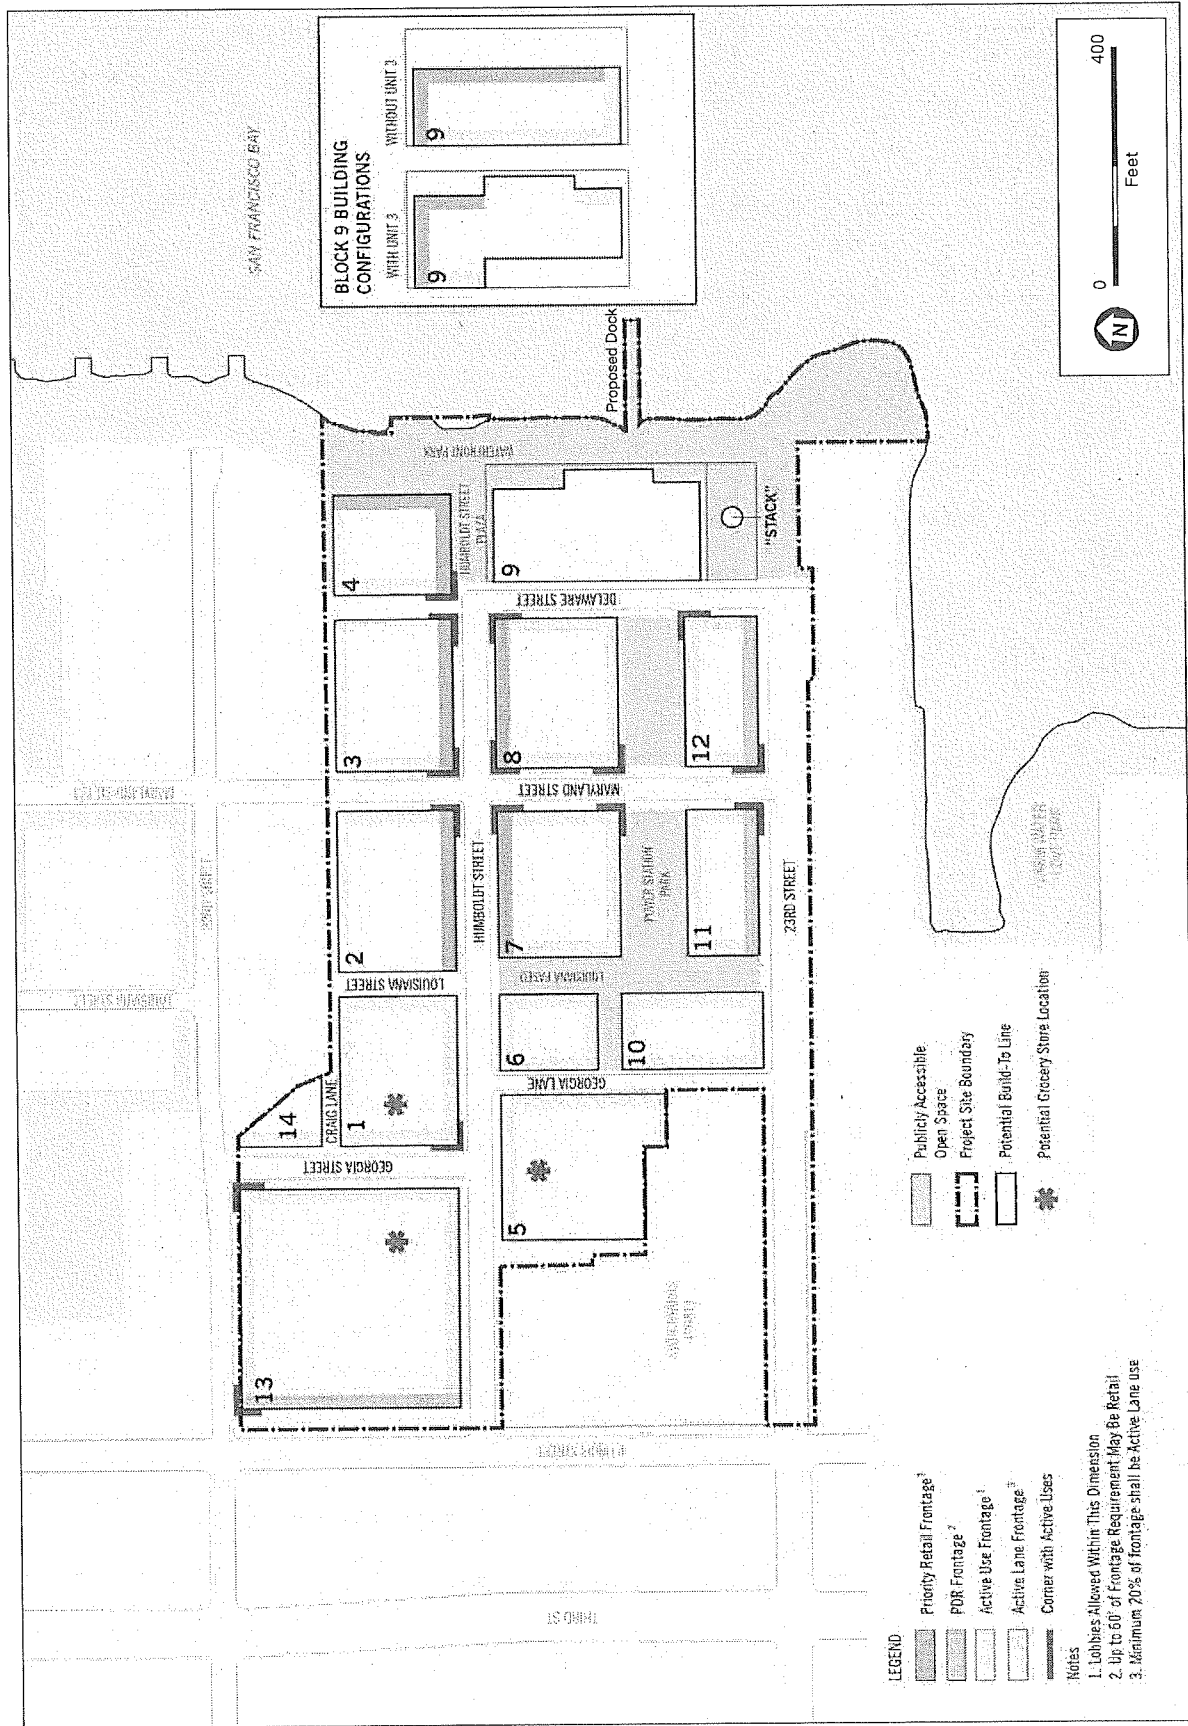 SAN FRANCISCO BAY
BLOCK 9 BUILDING
CONFIGURATIONS
WITH UNIT 3
WITHOUT UNIT 3
9
9
MARYLAND STREET
LOUISIANA STREET
WATERFRONT PARK
Proposed Dock
14
CRAIG LANE
13
GEORGIA STREET
1
LOUISIANA STREET
2
3
4
HUMBOLDT STREET
HUMBOLDT STREET
PLAZA
5
GEORGIA LANE
6
LOUISIANA PASEO
7
MARYLAND STREET
8
DELAWARE STREET
9
10
POWER STATION
PARK
11
12
"STACK"
23RD STREET
THIRD ST
LEGEND
Priority Retail Frontage
PDR Frontage 2
Active Use Frontage 1
Active Lane Frontage 3
Corner with Active Uses
Notes
1. Lobbies Allowed Within This Dimension
2. Up to 60' of Frontage Requirement May Be Retail
3. Minimum 20% of frontage shall be Active Lane use
Publicly Accessible
Open Space
Project Site Boundary
Potential Build-To Line
Potential Grocery Store Location
N
0
400
Feet